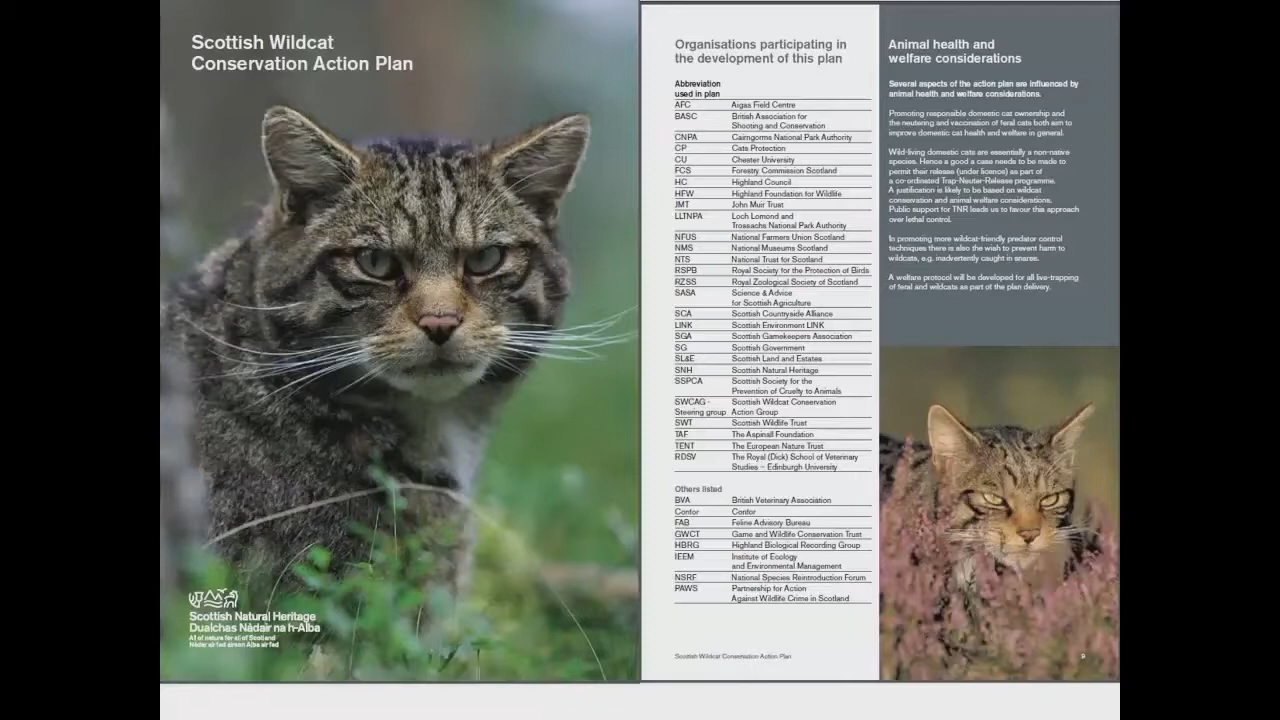 Scottish Wildcat
Conservation Action Plan
Scottish Natural Heritage
Dualchas Nàdair na h-Alba
All of nature for all of Scotland
Nàdar air fad airson Alba air fad
Organisations participating in
the development of this plan
Abbreviation
used in plan
AFC Aigas Field Centre
BASC British Association for
Shooting and Conservation
CNPA Cairngorms National Park Authority
CP Cats Protection
CU Chester University
FCS Forestry Commission Scotland
HC Highland Council
HFW Highland Foundation for Wildlife
JMT John Muir Trust
LLTNPA Loch Lomond and
Trossachs National Park Authority
NFUS National Farmers Union Scotland
NMS National Museums Scotland
NTS National Trust for Scotland
RSPB Royal Society for the Protection of Birds
RZSS Royal Zoological Society of Scotland
SASA Science & Advice
for Scottish Agriculture
SCA Scottish Countryside Alliance
LINK Scottish Environment LINK
SGA Scottish Gamekeepers Association
SG Scottish Government
SL&E Scottish Land and Estates
SNH Scottish Natural Heritage
SSPCA Scottish Society for the
Prevention of Cruelty to Animals
SWCAG - Scottish Wildcat Conservation
Steering group Action Group
SWT Scottish Wildlife Trust
TAF The Aspinall Foundation
TENT The European Nature Trust
RDSV The Royal (Dick) School of Veterinary
Studies – Edinburgh University
Others listed
BVA British Veterinary Association
Confor Confor
FAB Feline Advisory Bureau
GWCT Game and Wildlife Conservation Trust
HBRG Highland Biological Recording Group
IEEM Institute of Ecology
and Environmental Management
NSRF National Species Reintroduction Forum
PAWS Partnership for Action
Against Wildlife Crime in Scotland
Scottish Wildcat Conservation Action Plan
Animal health and
welfare considerations
Several aspects of the action plan are influenced by
animal health and welfare considerations.
Promoting responsible domestic cat ownership and
the neutering and vaccination of feral cats both aim to
improve domestic cat health and welfare in general.
Wild-living domestic cats are essentially a non-native
species. Hence a good a case needs to be made to
permit their release (under licence) as part of
a co-ordinated Trap-Neuter-Release programme.
A justification is likely to be based on wildcat
conservation and animal welfare considerations.
Public support for TNR leads us to favour this approach
over lethal control.
In promoting more wildcat-friendly predator control
techniques there is also the wish to prevent harm to
wildcats, e.g. inadvertently caught in snares.
A welfare protocol will be developed for all live-trapping
of feral and wildcats as part of the plan delivery.
9